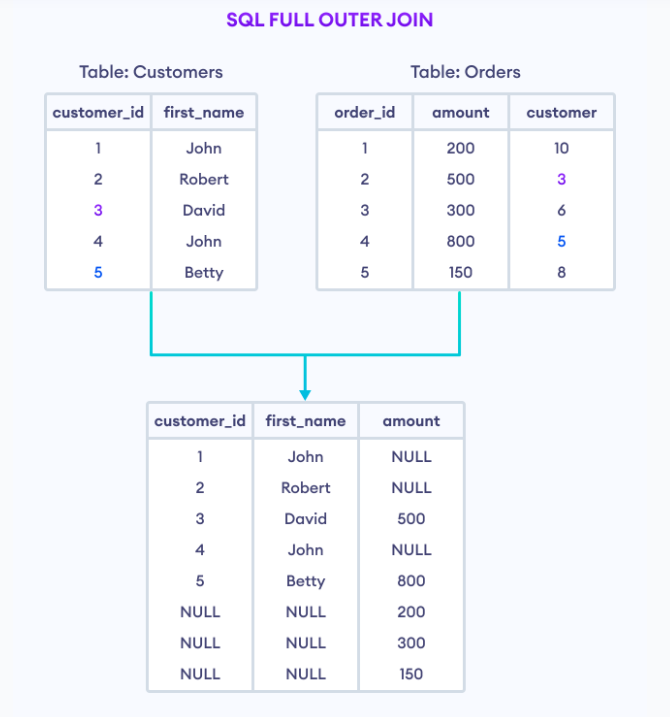 SQL FULL OUTER JOIN
Table: Customers
customer_id first_name
1 John
2 Robert
3 David
4 John
5 Betty
Table: Orders
order_id amount customer
1 200 10
2 500 3
3 300 6
4 800 5
5 150 8
customer_id first_name amount
1 John NULL
2 Robert NULL
3 David 500
4 John NULL
5 Betty 800
NULL NULL 200
NULL NULL 300
NULL NULL 150